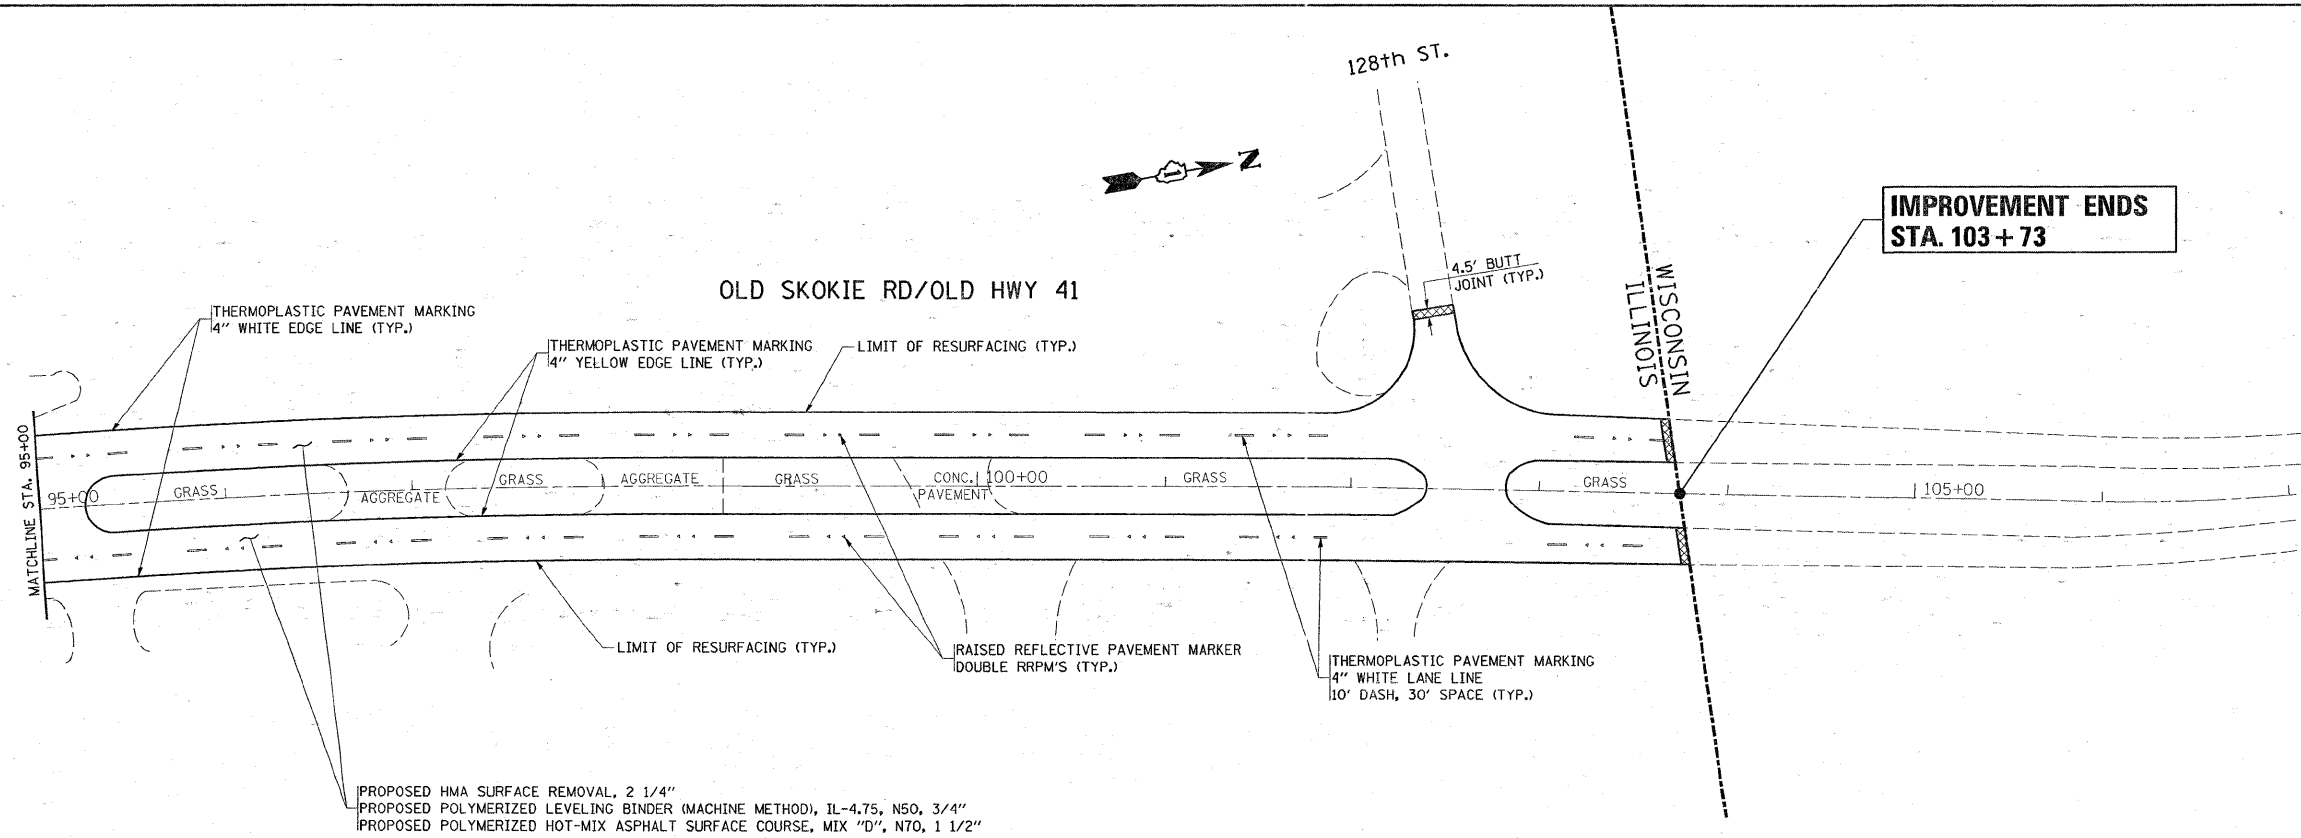 128th ST.
N
IMPROVEMENT ENDS
STA. 103+73
4.5' BUTT
JOINT (TYP.)
WISCONSIN
ILLINOIS
OLD SKOKIE RD/OLD HWY 41
THERMOPLASTIC PAVEMENT MARKING
4" WHITE EDGE LINE (TYP.)
THERMOPLASTIC PAVEMENT MARKING
4" YELLOW EDGE LINE (TYP.)
LIMIT OF RESURFACING (TYP.)
MATCHLINE STA. 95+00
95+00
GRASS
AGGREGATE
GRASS
AGGREGATE
GRASS
CONC.
PAVEMENT
100+00
GRASS
GRASS
105+00
LIMIT OF RESURFACING (TYP.)
RAISED REFLECTIVE PAVEMENT MARKER
DOUBLE RRPM'S (TYP.)
THERMOPLASTIC PAVEMENT MARKING
4" WHITE LANE LINE
10' DASH, 30' SPACE (TYP.)
PROPOSED HMA SURFACE REMOVAL, 2 1/4"
PROPOSED POLYMERIZED LEVELING BINDER (MACHINE METHOD), IL-4.75, N50, 3/4"
PROPOSED POLYMERIZED HOT-MIX ASPHALT SURFACE COURSE, MIX "D", N70, 1 1/2"